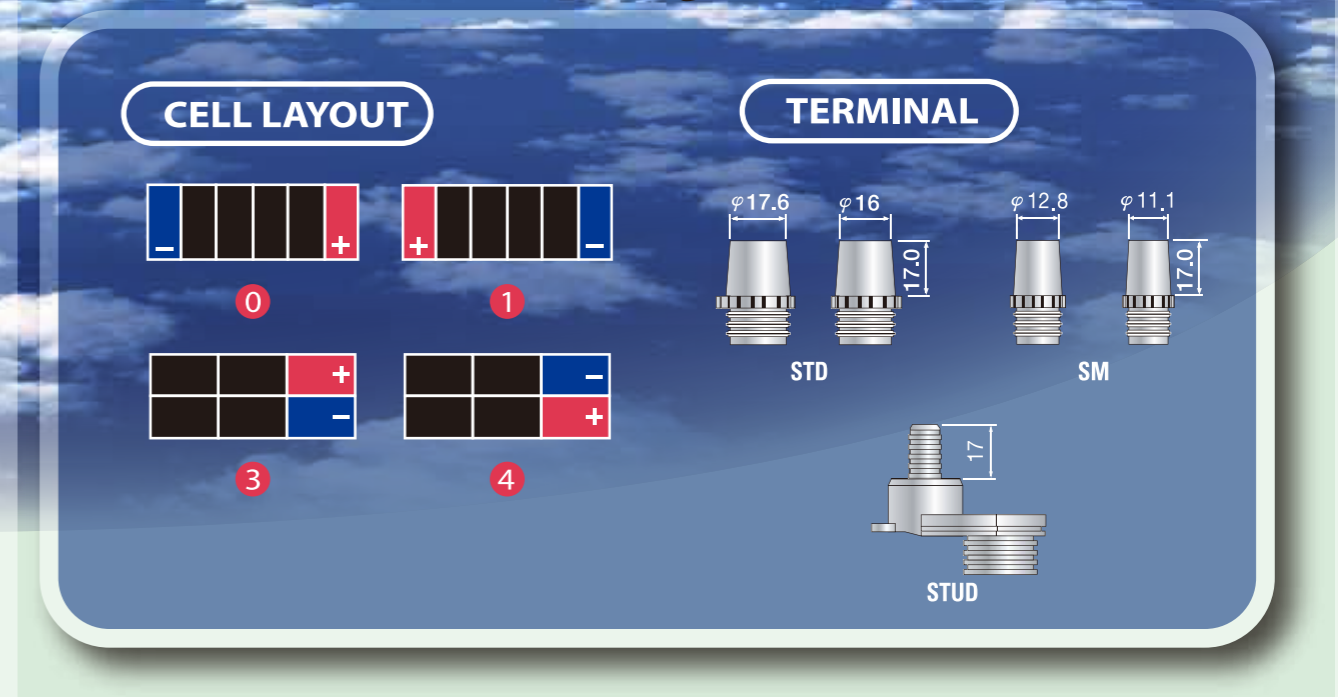 CELL LAYOUT
− +
+ −
0
1
+
−
−
+
3
4
TERMINAL
φ17.6
φ16
17.0
STD
φ12.8
φ11.1
17.0
SM
17
STUD